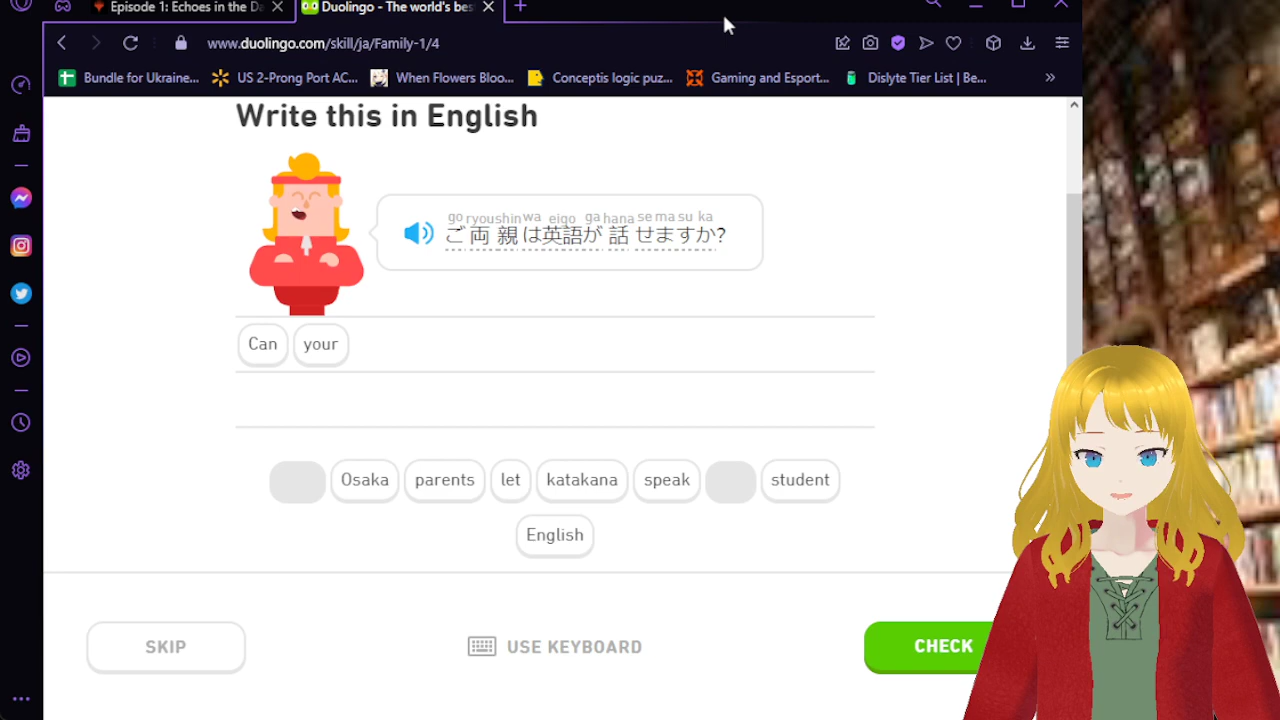 Episode 1: Echoes in the Da
Duolingo - The world's bes
www.duolingo.com/skill/ja/Family-1/4
Bundle for Ukraine... US 2-Prong Port AC... When Flowers Bloo... Conceptis logic puz... Gaming and Esport... Dislyte Tier List | Be... »
Write this in English
go ryoushin wa eigo ga hana se ma su ka
ご両親は英語が話せますか?
Can your
Osaka parents let katakana speak student
English
SKIP USE KEYBOARD CHECK